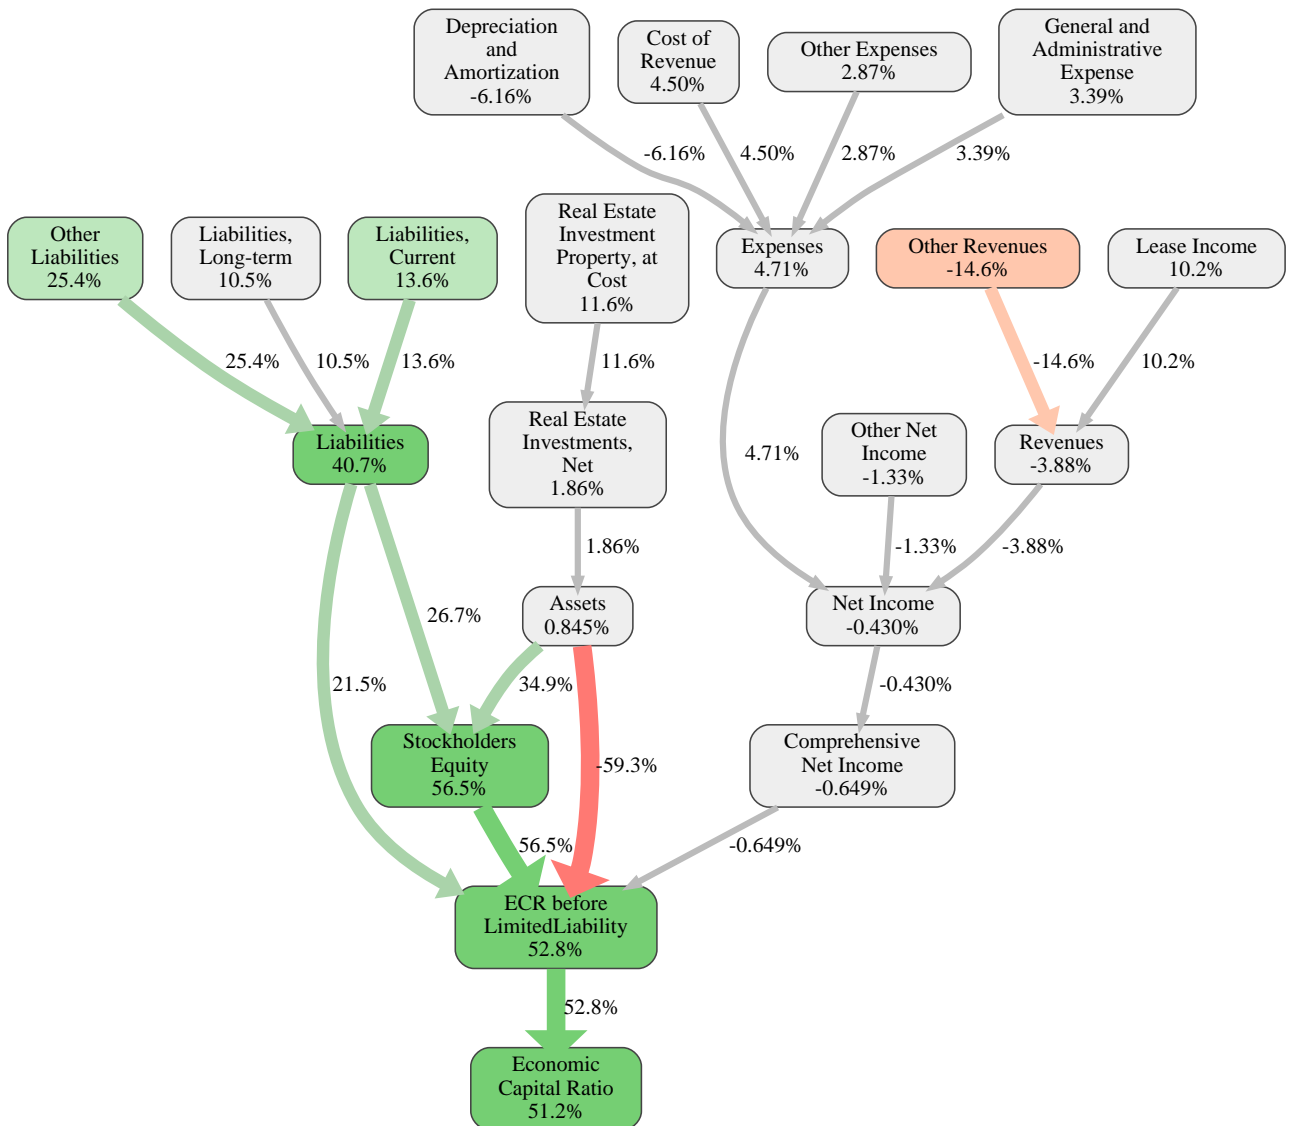 Depreciation
and
Amortization
-6.16%
Cost of
Revenue
4.50%
Other Expenses
2.87%
General and
Administrative
Expense
3.39%
-6.16%
4.50%
2.87%
3.39%
Other
Liabilities
25.4%
Liabilities,
Long-term
10.5%
Liabilities,
Current
13.6%
Real Estate
Investment
Property, at
Cost
11.6%
Expenses
4.71%
Other Revenues
-14.6%
Lease Income
10.2%
25.4%
10.5%
13.6%
11.6%
-14.6%
10.2%
Liabilities
40.7%
Real Estate
Investments,
Net
1.86%
4.71%
Other Net
Income
-1.33%
Revenues
-3.88%
1.86%
-1.33%
-3.88%
26.7%
Assets
0.845%
Net Income
-0.430%
21.5%
34.9%
-0.430%
Stockholders
Equity
56.5%
-59.3%
Comprehensive
Net Income
-0.649%
56.5%
-0.649%
ECR before
LimitedLiability
52.8%
52.8%
Economic
Capital Ratio
51.2%